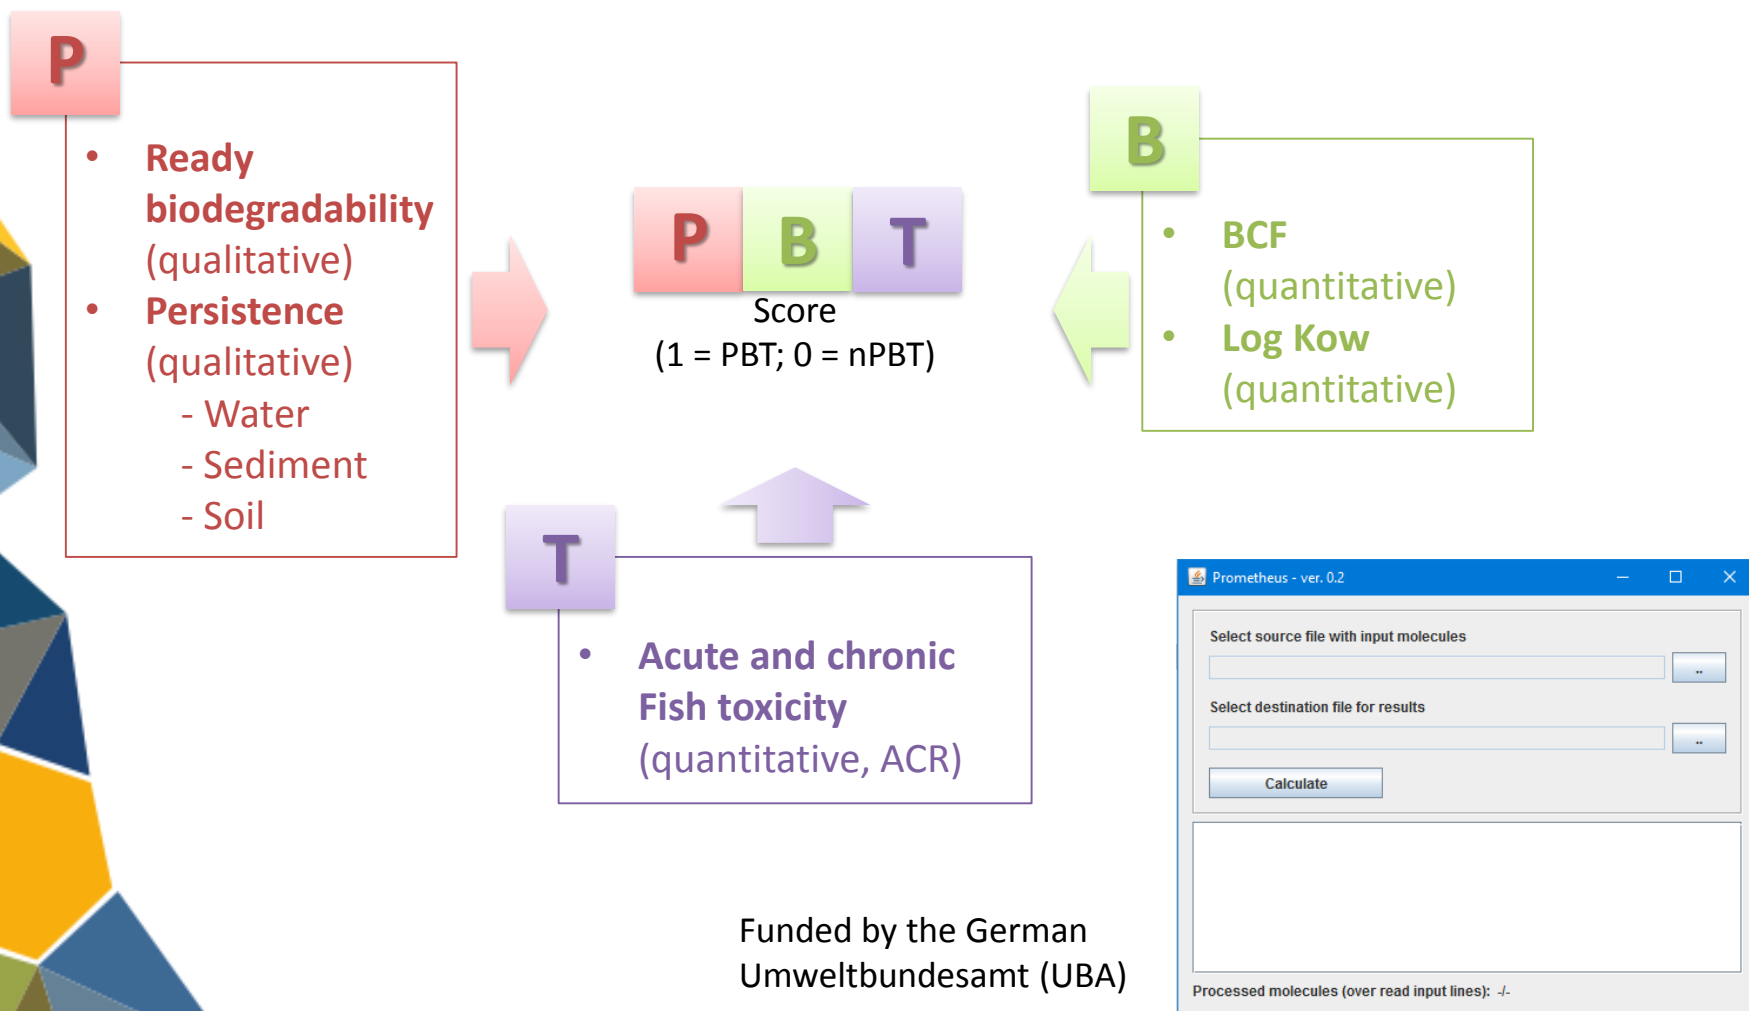 P
• Ready
biodegradability
(qualitative)
• Persistence
(qualitative)
- Water
- Sediment
- Soil
P B T
Score
(1 = PBT; 0 = nPBT)
B
• BCF
(quantitative)
• Log Kow
(quantitative)
T
• Acute and chronic
Fish toxicity
(quantitative, ACR)
Funded by the German
Umweltbundesamt (UBA)
Prometheus - ver. 0.2
Select source file with input molecules
..
Select destination file for results
..
Calculate
Processed molecules (over read input lines): -/-